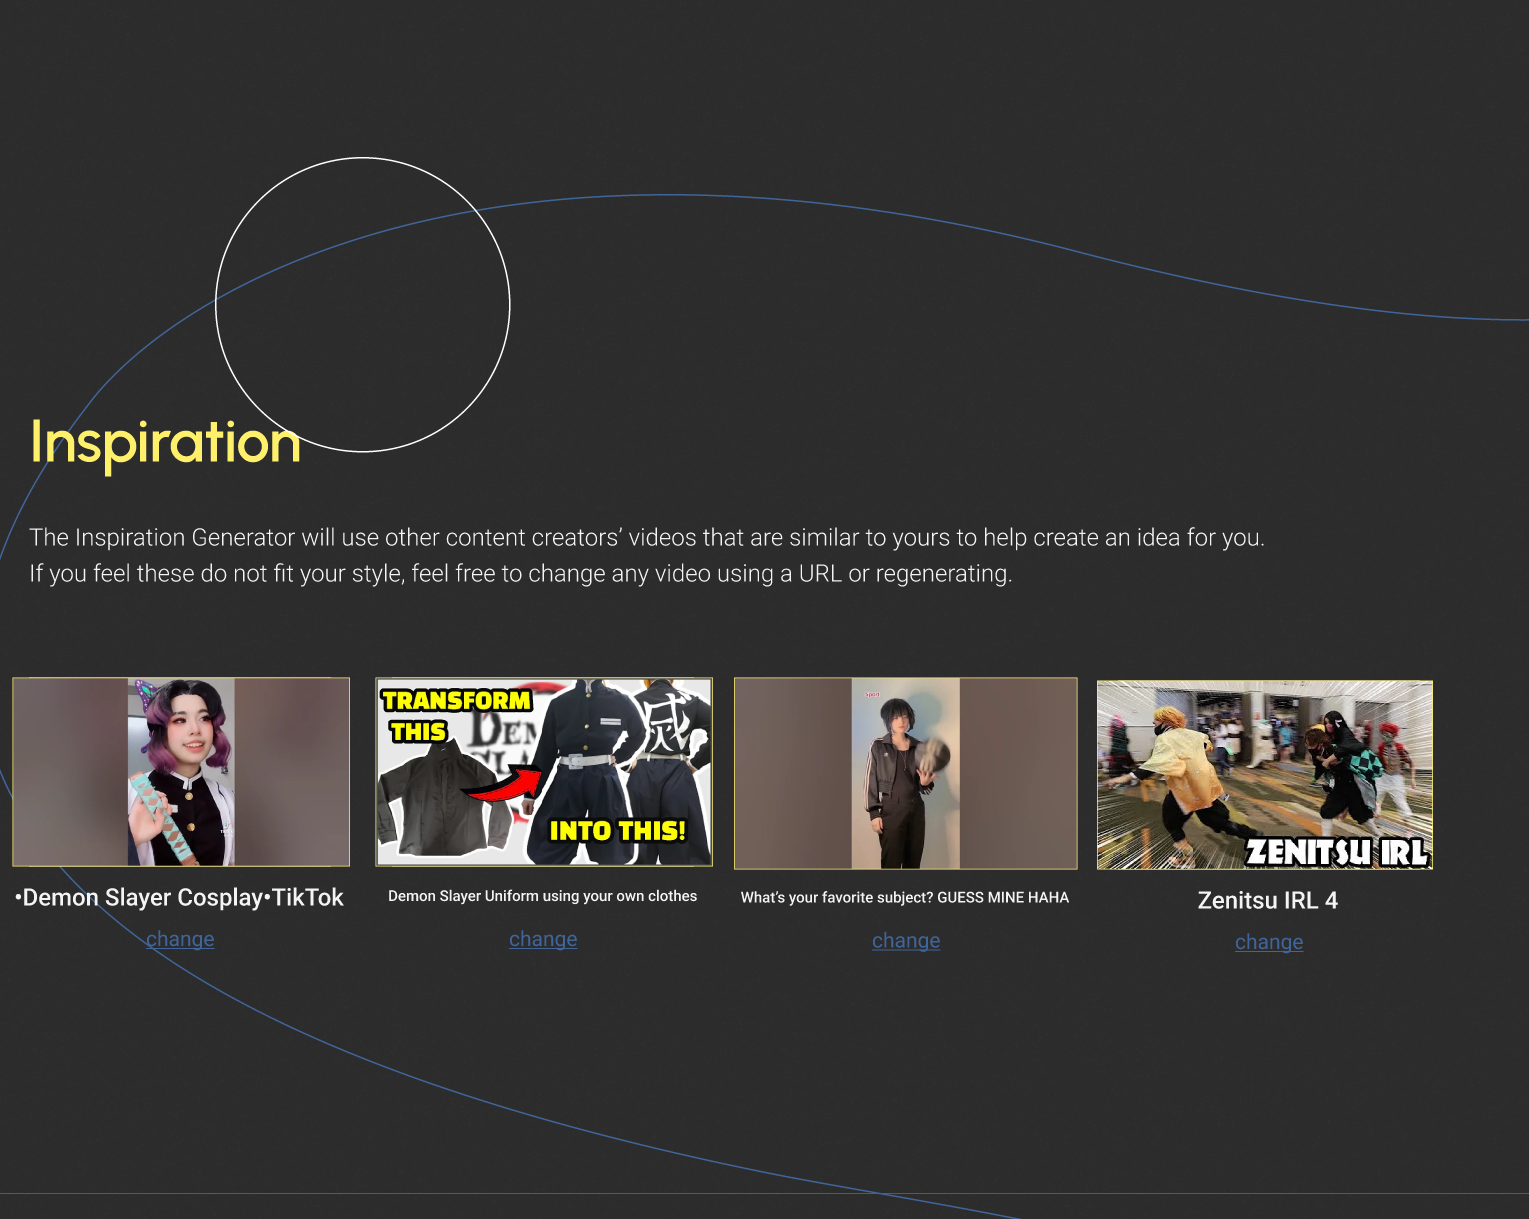 Inspiration
The Inspiration Generator will use other content creators’ videos that are similar to yours to help create an idea for you.
If you feel these do not fit your style, feel free to change any video using a URL or regenerating.
TRANSFORM
THIS
INTO THIS!
滅
Sport
ZENITSU IRL
•Demon Slayer Cosplay•TikTok
Demon Slayer Uniform using your own clothes
What’s your favorite subject? GUESS MINE HAHA
Zenitsu IRL 4
change
change
change
change